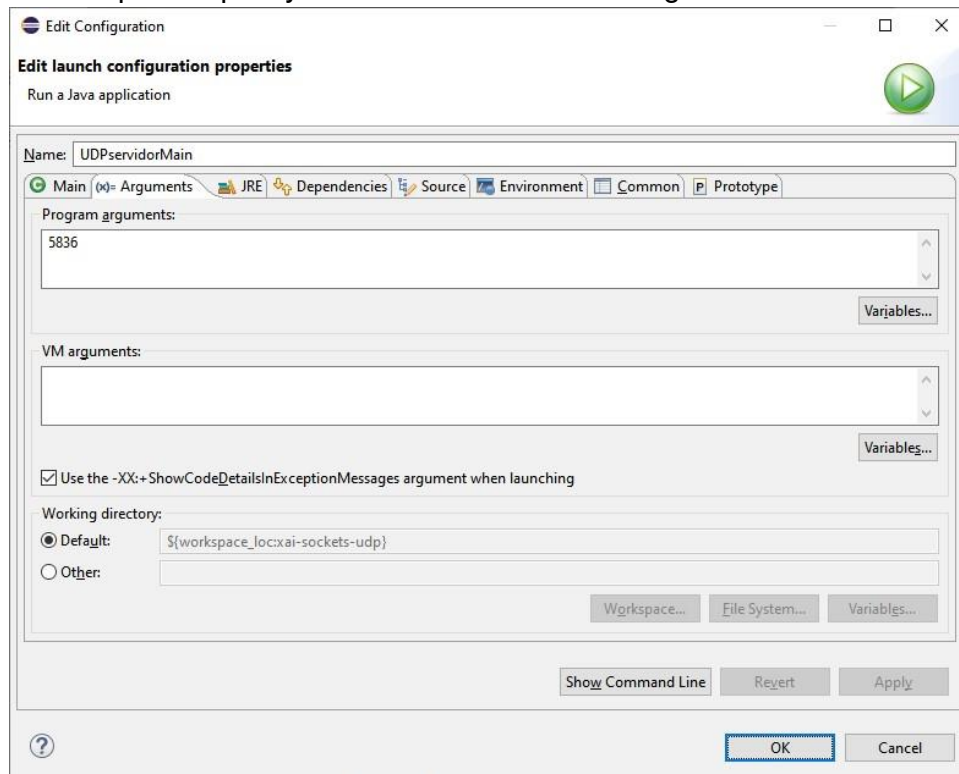 Edit Configuration
Edit launch configuration properties
Run a Java application
Name: UDPservidorMain
Main (x)= Arguments JRE Dependencies Source Environment Common P Prototype
Program arguments:
5836
Variables...
VM arguments:
Variables...
Use the -XX:+ShowCodeDetailsInExceptionMessages argument when launching
Working directory:
Default: ${workspace_loc:xai-sockets-udp}
Other:
Workspace... File System... Variables...
Show Command Line Revert Apply
OK Cancel